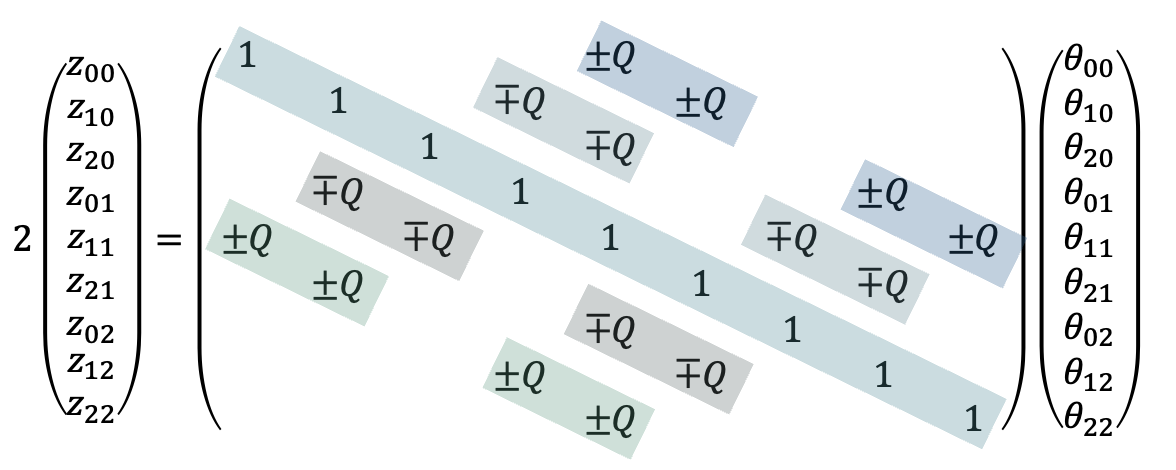 z₀₀ 1 ±Q θ₀₀
z₁₀ 1 ∓Q ±Q θ₁₀
z₂₀ 1 ∓Q θ₂₀
z₀₁ ∓Q 1 ±Q θ₀₁
2 z₁₁ = ±Q ∓Q 1 ∓Q ±Q θ₁₁
z₂₁ ±Q 1 ∓Q θ₂₁
z₀₂ ∓Q 1 θ₀₂
z₁₂ ±Q ∓Q 1 θ₁₂
z₂₂ ±Q 1 θ₂₂